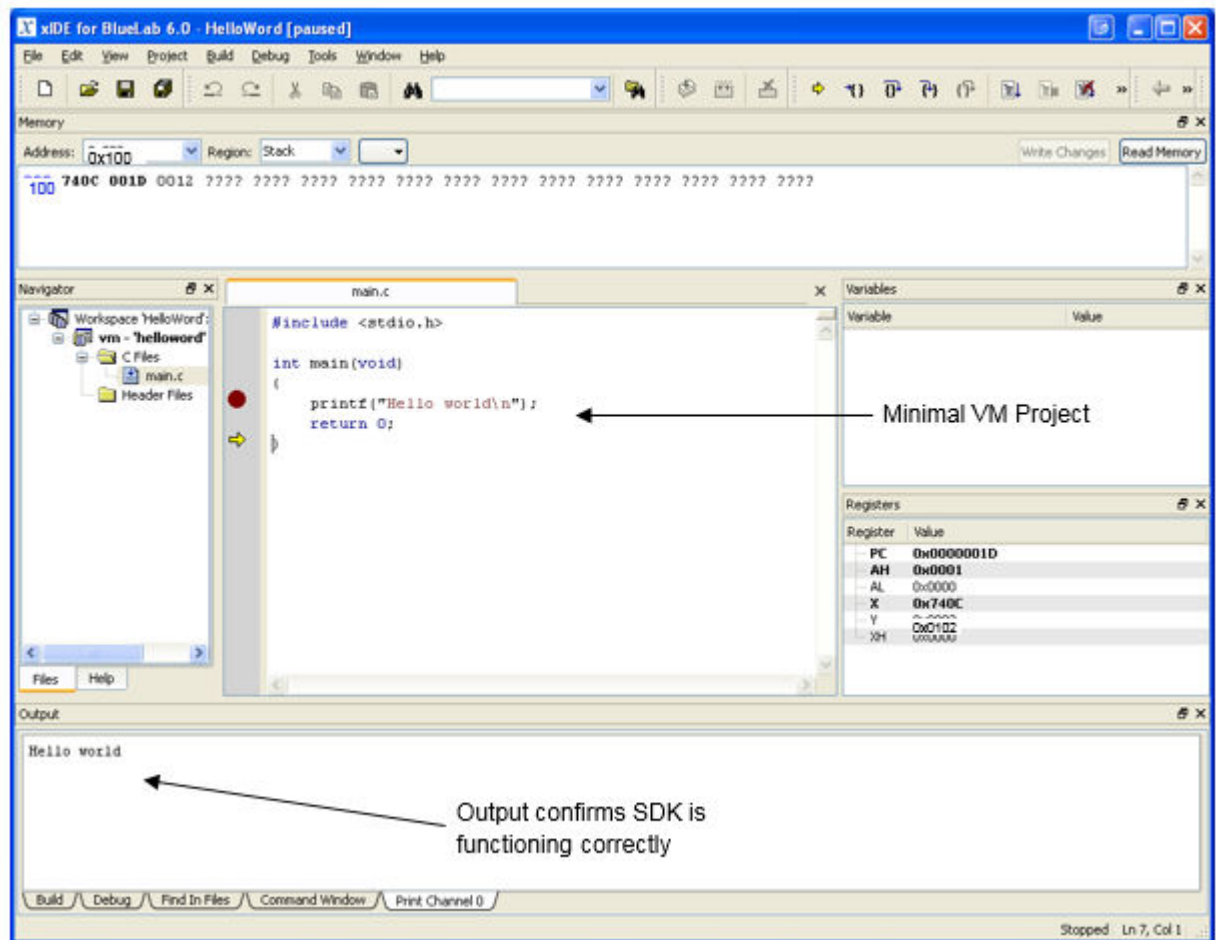 xIDE for BlueLab 6.0 - HelloWord [paused]
File Edit View Project Build Debug Tools Window Help
Memory
Address: 0x100 Region: Stack Write Changes Read Memory
100 740C 001D 0012 ???? ???? ???? ???? ???? ???? ???? ???? ???? ???? ???? ???? ????
Navigator
Workspace 'HelloWord':
vm - 'helloword'
C Files
main.c
Header Files
Files Help
main.c
#include <stdio.h>
int main(void)
{
printf("Hello world\n");
return 0;
}
Minimal VM Project
Variables
Variable Value
Registers
Register Value
PC 0x0000001D
AH 0x0001
AL 0x0000
X 0x740C
Y 0x0102
XH
Output
Hello world
Output confirms SDK is
functioning correctly
Build Debug Find In Files Command Window Print Channel 0
Stopped Ln 7, Col 1